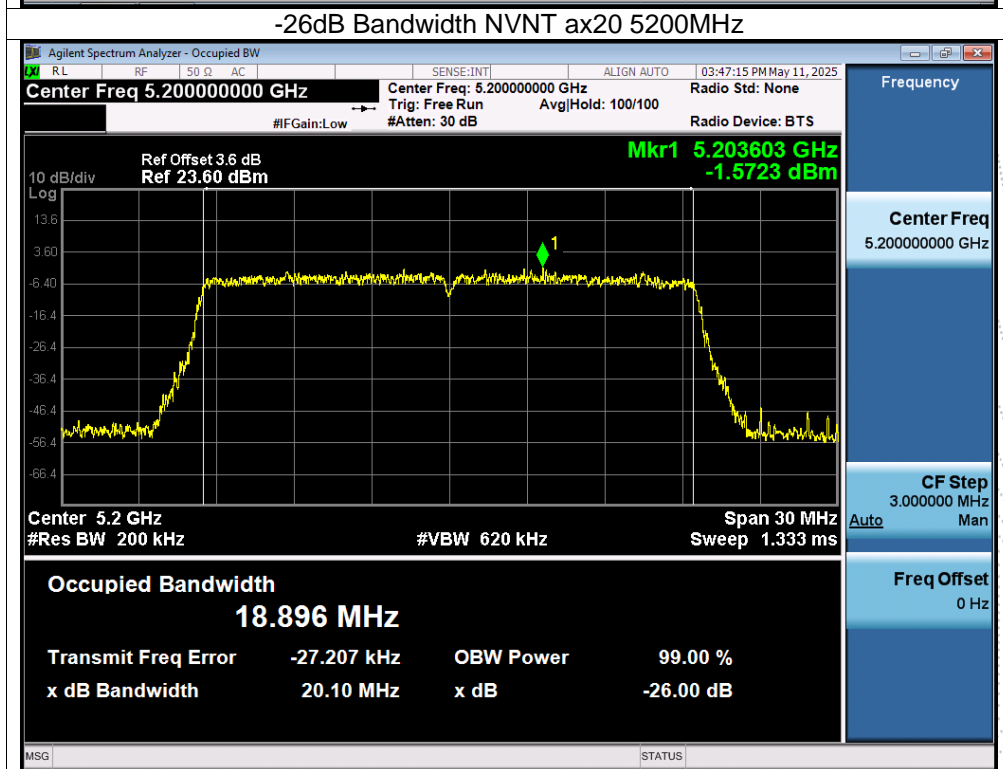 -26dB Bandwidth NVNT ax20 5200MHz
Agilent Spectrum Analyzer - Occupied BW
LXI RL RF 50 Ω AC SENSE:INT ALIGN AUTO 03:47:15 PM May 11, 2025
Center Freq 5.200000000 GHz
Center Freq: 5.200000000 GHz
Radio Std: None
Trig: Free Run Avg|Hold: 100/100
#IFGain:Low
#Atten: 30 dB
Radio Device: BTS
Mkr1 5.203603 GHz
-1.5723 dBm
Ref Offset 3.6 dB
10 dB/div Ref 23.60 dBm
Log
13.6
3.60
-6.40
-16.4
-26.4
-36.4
-46.4
-56.4
-66.4
1
Center 5.2 GHz Span 30 MHz
#Res BW 200 kHz #VBW 620 kHz Sweep 1.333 ms
Occupied Bandwidth
18.896 MHz
Transmit Freq Error -27.207 kHz OBW Power 99.00 %
x dB Bandwidth 20.10 MHz x dB -26.00 dB
Frequency
Center Freq
5.200000000 GHz
CF Step
3.000000 MHz
Auto Man
Freq Offset
0 Hz
MSG STATUS